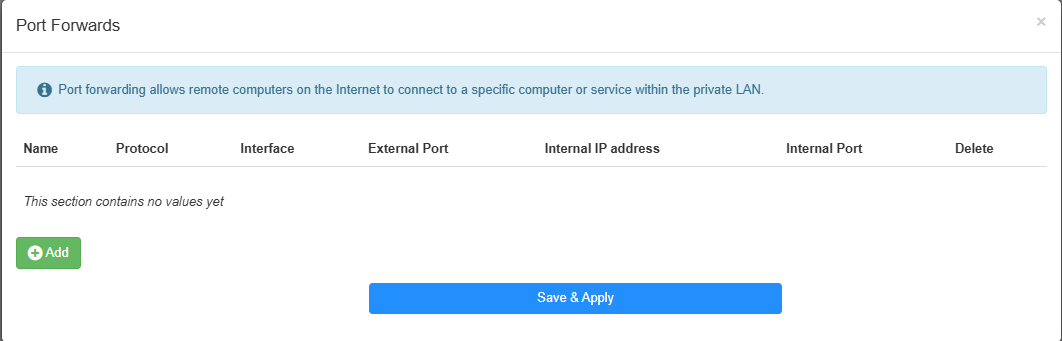 Port Forwards
×
Port forwarding allows remote computers on the Internet to connect to a specific computer or service within the private LAN.
Name Protocol Interface External Port Internal IP address Internal Port Delete
This section contains no values yet
Add
Save & Apply